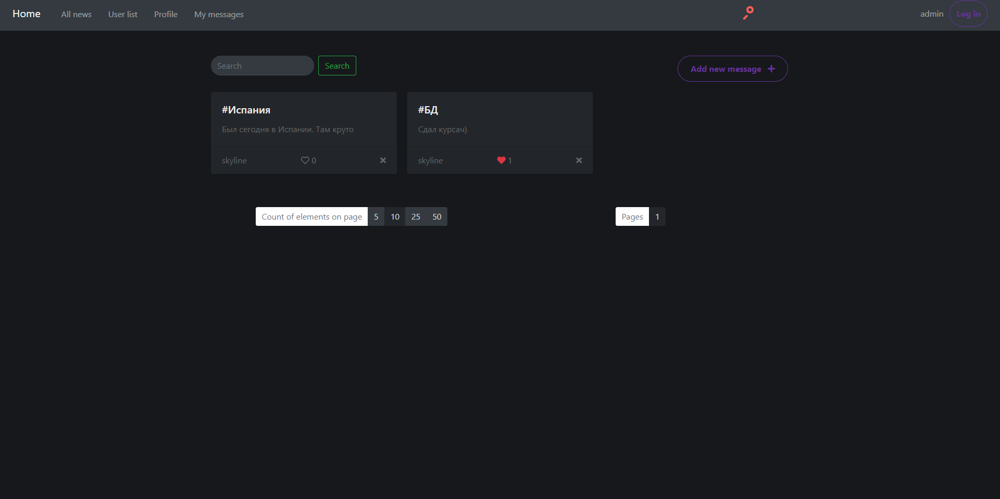 Home All news User list Profile My messages admin Log in
Search Search Add new message
#Испания
Был сегодня в Испании. Там круто
skyline 0
#БД
Сдал курсач)
skyline 1
Count of elements on page 5 10 25 50
Pages 1